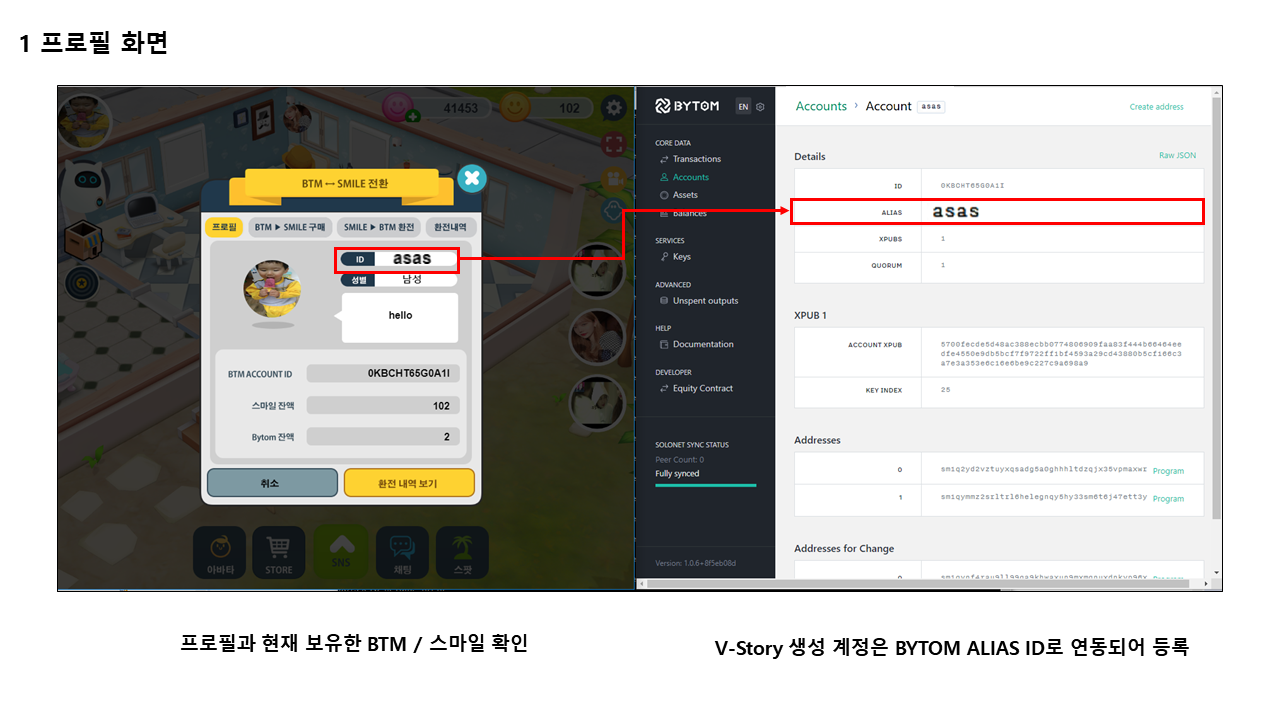 1 프로필 화면
41453
102
BTM ↔ SMILE 전환
프로필
BTM ▶ SMILE 구매
SMILE ▶ BTM 환전
환전내역
ID asas
성별 남성
hello
BTM ACCOUNT ID 0KBCHT65G0A1I
스마일 잔액 102
Bytom 잔액 2
취소
환전 내역 보기
아바타
STORE
SNS
채팅
스팟
BYTOM EN
CORE DATA
Transactions
Accounts
Assets
Balances
SERVICES
Keys
ADVANCED
Unspent outputs
HELP
Documentation
DEVELOPER
Equity Contract
SOLONET SYNC STATUS
Peer Count: 0
Fully synced
Version: 1.0.6+8f5eb08d
Accounts › Account asas
Create address
Details
Raw JSON
ID 0KBCHT65G0A1I
ALIAS asas
XPUBS 1
QUORUM 1
XPUB 1
ACCOUNT XPUB
KEY INDEX 25
Addresses
0 Program
1 Program
Addresses for Change
0
프로필과 현재 보유한 BTM / 스마일 확인
V-Story 생성 계정은 BYTOM ALIAS ID로 연동되어 등록